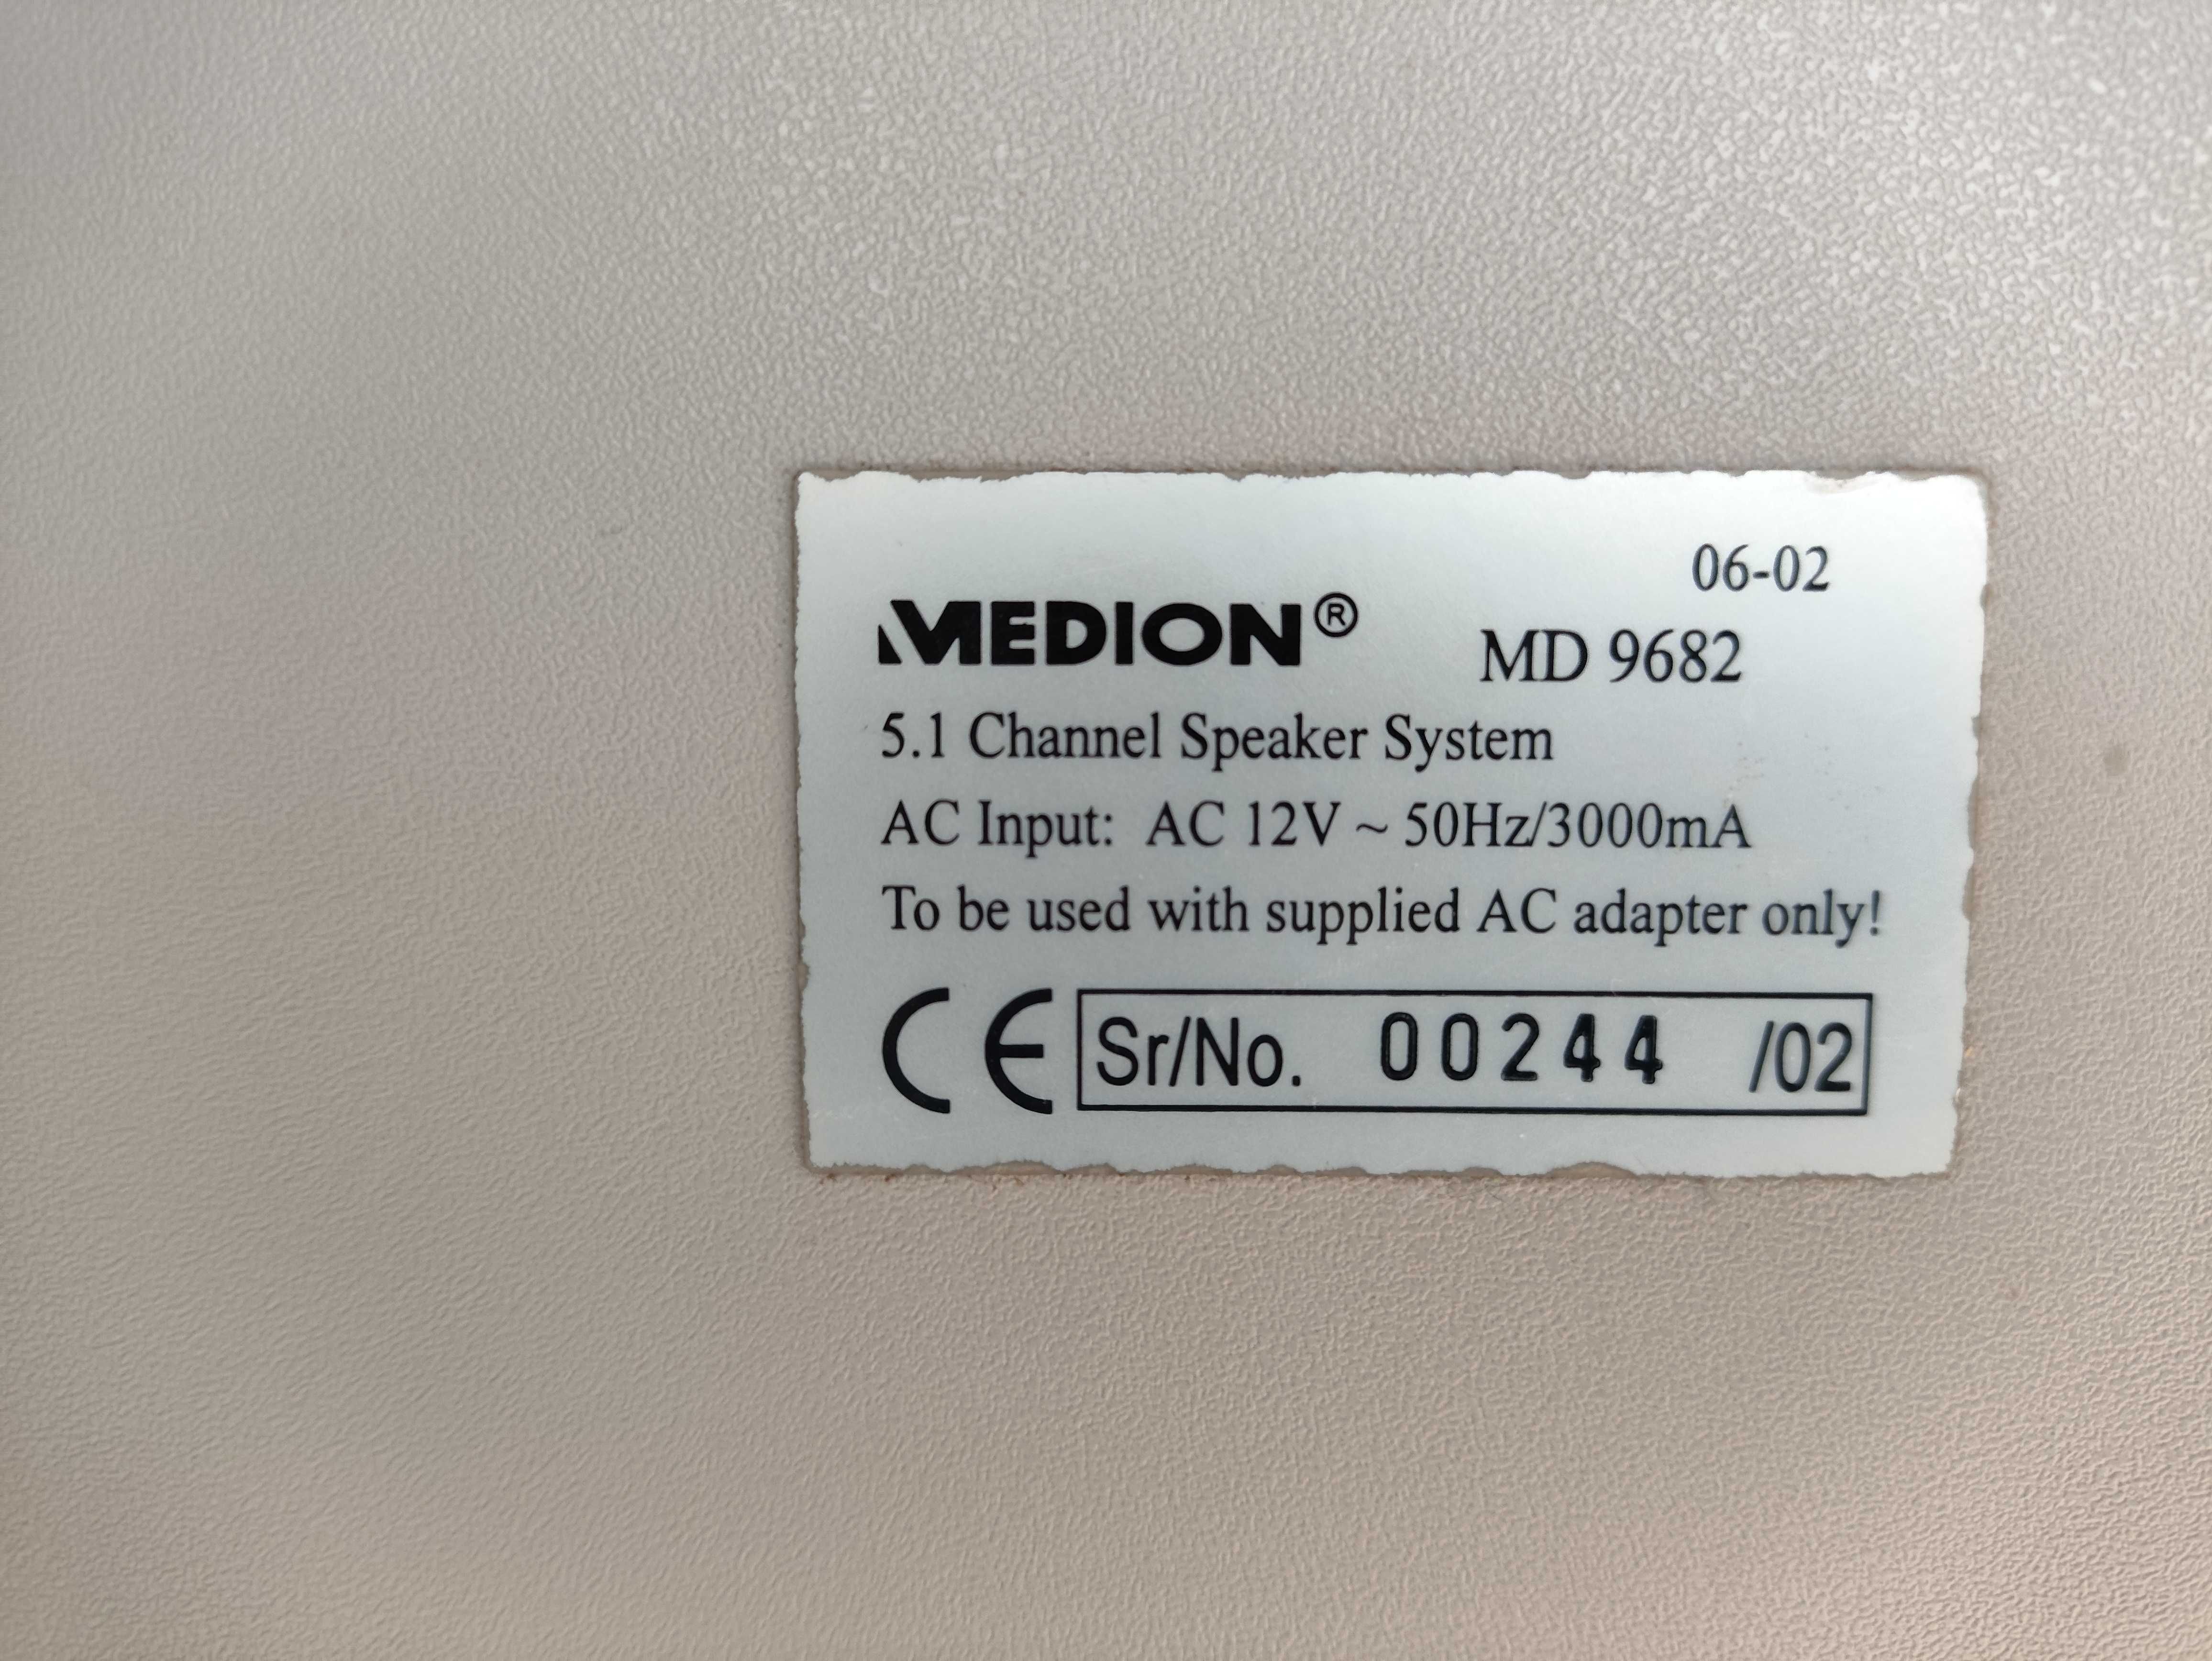 06-02
MEDION® MD 9682
5.1 Channel Speaker System
AC Input: AC 12V ~ 50Hz/3000mA
To be used with supplied AC adapter only!
CE Sr/No. 00244 /02